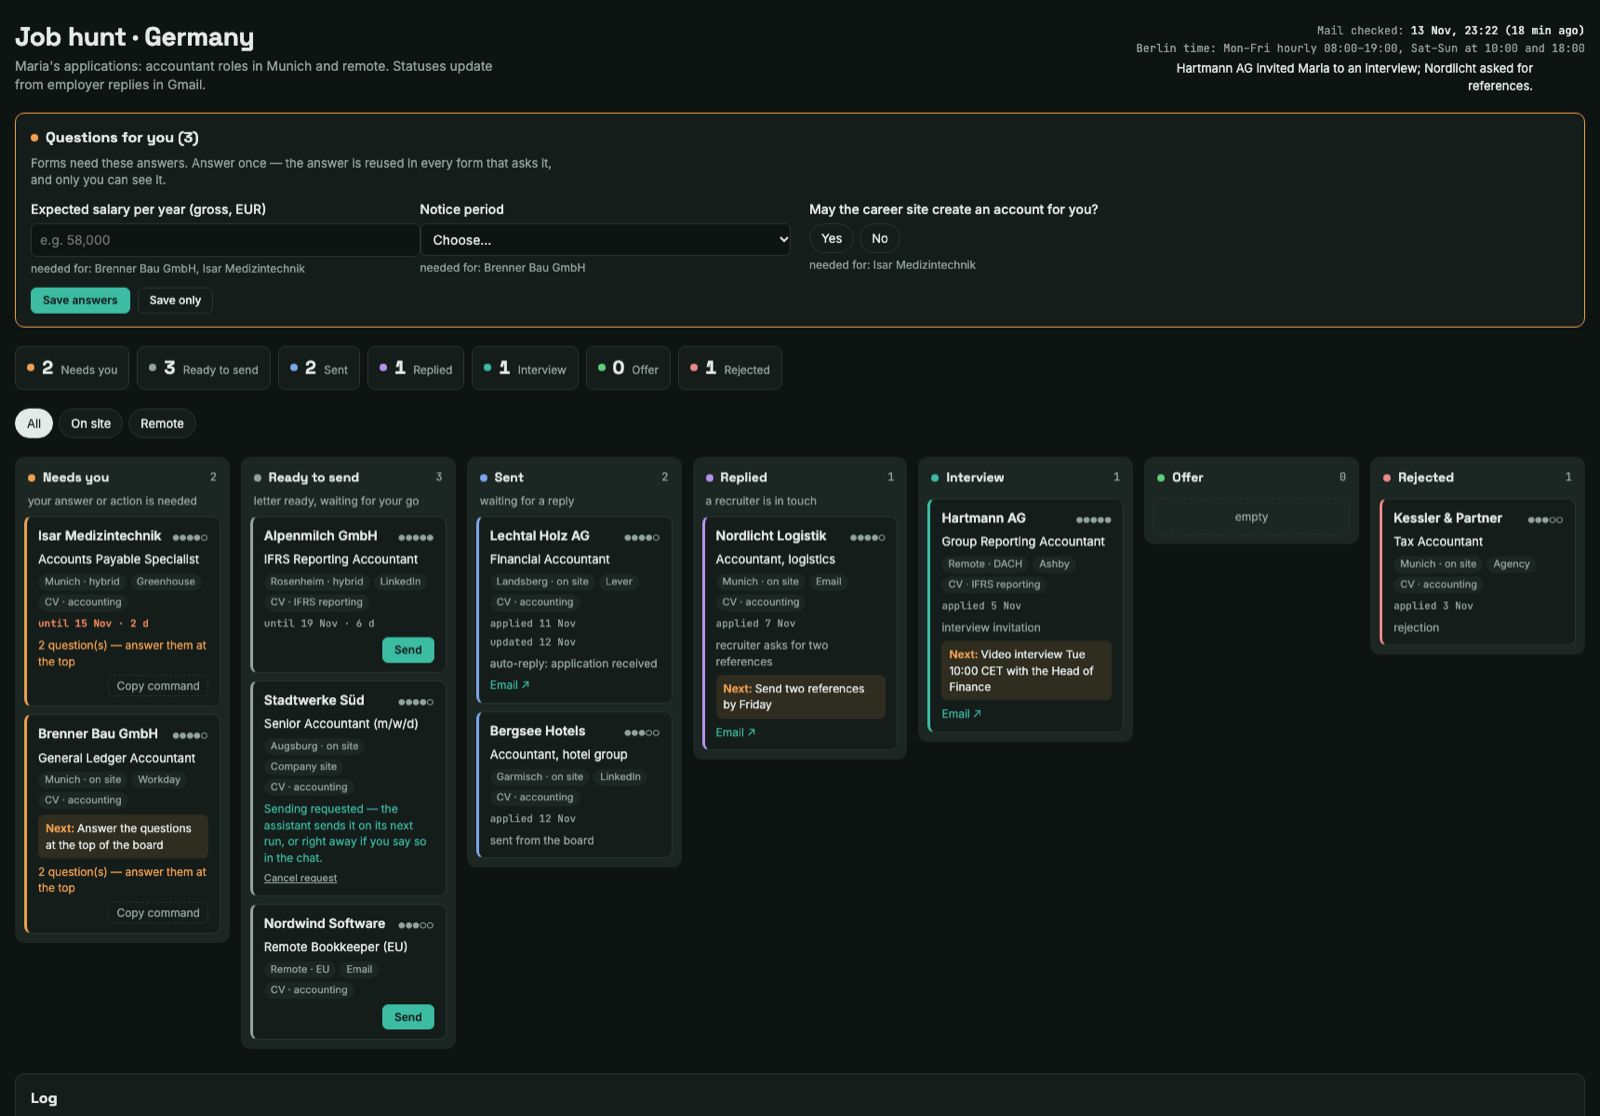 Job hunt · Germany
Maria's applications: accountant roles in Munich and remote. Statuses update
from employer replies in Gmail.
Mail checked: 13 Nov, 23:22 (18 min ago)
Berlin time: Mon–Fri hourly 08:00–19:00, Sat–Sun at 10:00 and 18:00
Hartmann AG invited Maria to an interview; Nordlicht asked for
references.
Questions for you (3)
Forms need these answers. Answer once — the answer is reused in every form that asks it,
and only you can see it.
Expected salary per year (gross, EUR)
e.g. 58,000
needed for: Brenner Bau GmbH, Isar Medizintechnik
Notice period
Choose...
needed for: Brenner Bau GmbH
May the career site create an account for you?
Yes No
needed for: Isar Medizintechnik
Save answers Save only
2 Needs you
3 Ready to send
2 Sent
1 Replied
1 Interview
0 Offer
1 Rejected
All On site Remote
Needs you 2
your answer or action is needed
Isar Medizintechnik
Accounts Payable Specialist
Munich · hybrid Greenhouse
CV · accounting
until 15 Nov · 2 d
2 question(s) — answer them at
the top
Copy command
Brenner Bau GmbH
General Ledger Accountant
Munich · on site Workday
CV · accounting
Next: Answer the questions
at the top of the board
2 question(s) — answer them at
the top
Copy command
Ready to send 3
letter ready, waiting for your go
Alpenmilch GmbH
IFRS Reporting Accountant
Rosenheim · hybrid LinkedIn
CV · IFRS reporting
until 19 Nov · 6 d
Send
Stadtwerke Süd
Senior Accountant (m/w/d)
Augsburg · on site
Company site
CV · accounting
Sending requested — the
assistant sends it on its next
run, or right away if you say so
in the chat.
Cancel request
Nordwind Software
Remote Bookkeeper (EU)
Remote · EU Email
CV · accounting
Send
Sent 2
waiting for a reply
Lechtal Holz AG
Financial Accountant
Landsberg · on site Lever
CV · accounting
applied 11 Nov
updated 12 Nov
auto-reply: application received
Email ↗
Bergsee Hotels
Accountant, hotel group
Garmisch · on site LinkedIn
CV · accounting
applied 12 Nov
sent from the board
Replied 1
a recruiter is in touch
Nordlicht Logistik
Accountant, logistics
Munich · on site Email
CV · accounting
applied 7 Nov
recruiter asks for two
references
Next: Send two references
by Friday
Email ↗
Interview 1
Hartmann AG
Group Reporting Accountant
Remote · DACH Ashby
CV · IFRS reporting
applied 5 Nov
interview invitation
Next: Video interview Tue
10:00 CET with the Head of
Finance
Email ↗
Offer 0
empty
Rejected 1
Kessler & Partner
Tax Accountant
Munich · on site Agency
CV · accounting
applied 3 Nov
rejection
Log